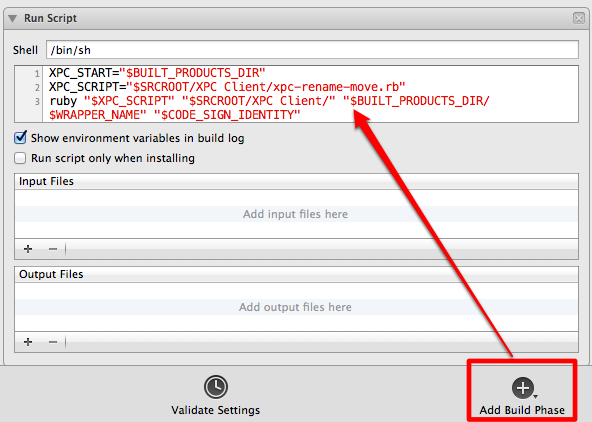 Run Script
Shell /bin/sh
1 XPC_START="$BUILT_PRODUCTS_DIR"
2 XPC_SCRIPT="$SRCROOT/XPC Client/xpc-rename-move.rb"
3 ruby "$XPC_SCRIPT" "$SRCROOT/XPC Client/" "$BUILT_PRODUCTS_DIR/
$WRAPPER_NAME" "$CODE_SIGN_IDENTITY"
Show environment variables in build log
Run script only when installing
Input Files
Add input files here
Output Files
Add output files here
Validate Settings
Add Build Phase